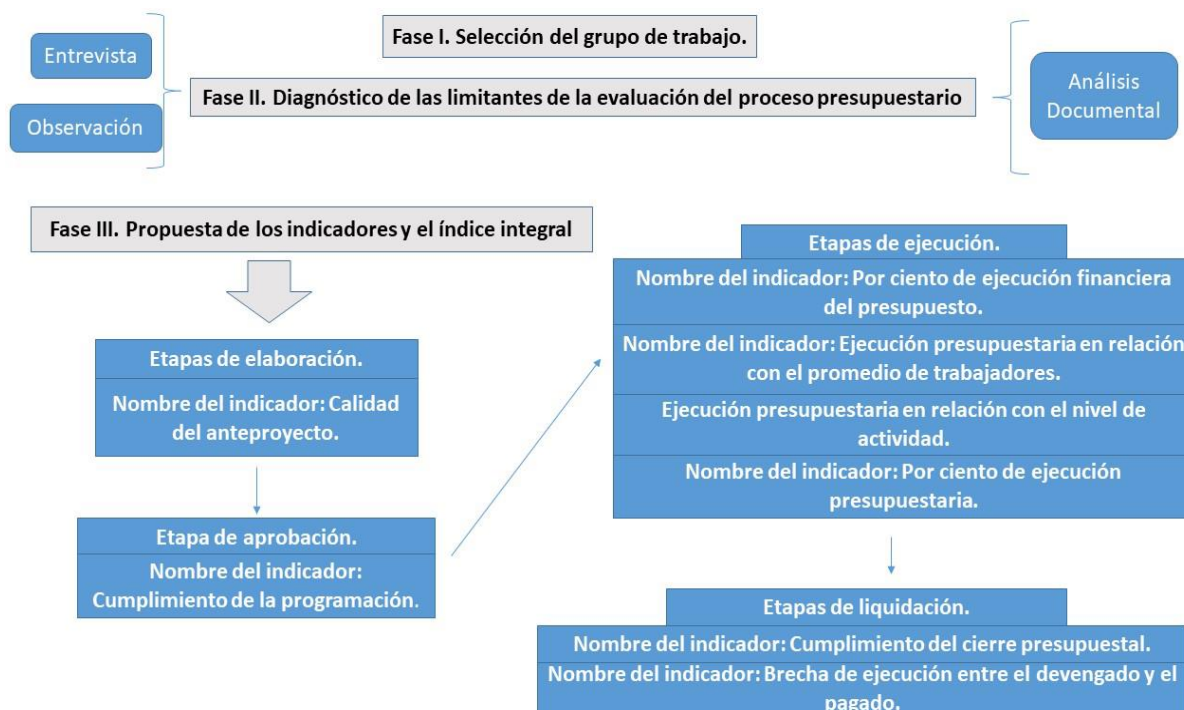 Entrevista
Observación
Fase I. Selección del grupo de trabajo.
Fase II. Diagnóstico de las limitantes de la evaluación del proceso presupuestario
Análisis
Documental
Fase III. Propuesta de los indicadores y el índice integral
Etapas de elaboración.
Nombre del indicador: Calidad
del anteproyecto.
Etapa de aprobación.
Nombre del indicador:
Cumplimiento de la programación.
Etapas de ejecución.
Nombre del indicador: Por ciento de ejecución financiera
del presupuesto.
Nombre del indicador: Ejecución presupuestaria en relación
con el promedio de trabajadores.
Ejecución presupuestaria en relación con el nivel de
actividad.
Nombre del indicador: Por ciento de ejecución
presupuestaria.
Etapas de liquidación.
Nombre del indicador: Cumplimiento del cierre presupuestal.
Nombre del indicador: Brecha de ejecución entre el devengado y el
pagado.